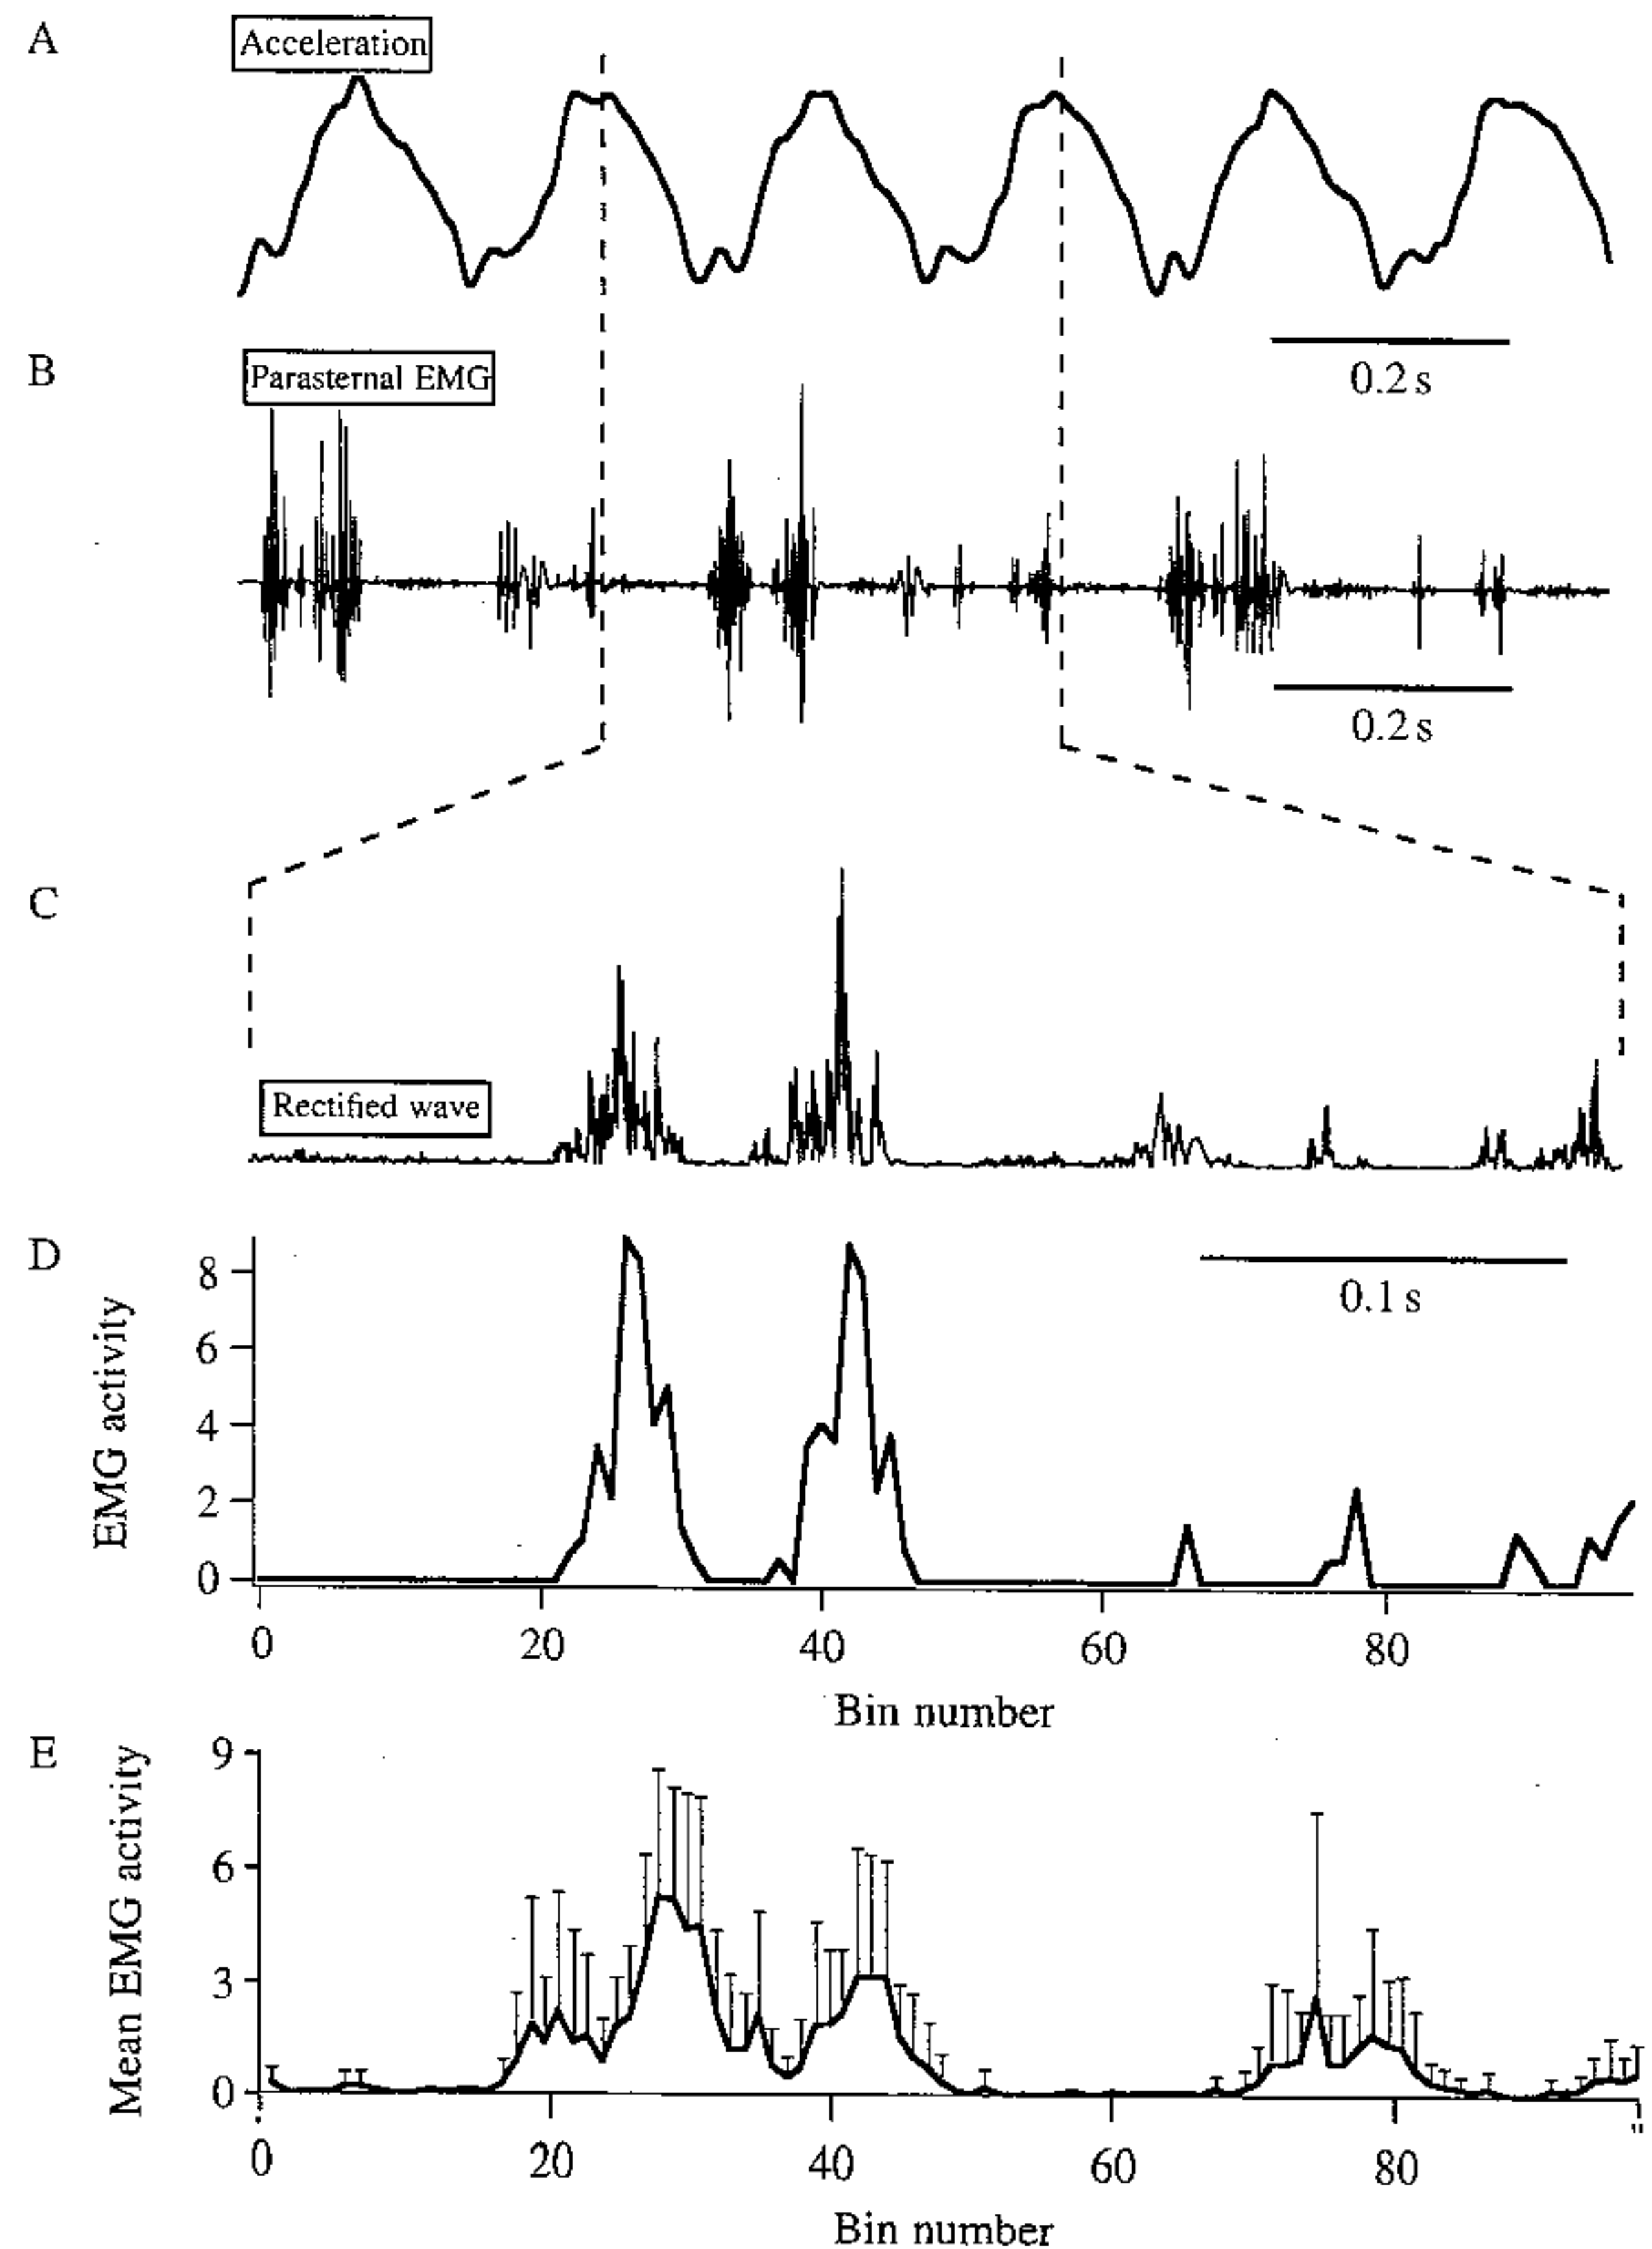 A
Acceleration
0.2 s
B
Parasternal EMG
0.2 s
C
Rectified wave
D
0.1 s
EMG activity
8
6
4
2
0
0 20 40 60 80
Bin number
E
Mean EMG activity
9
6
3
0
0 20 40 60 80
Bin number